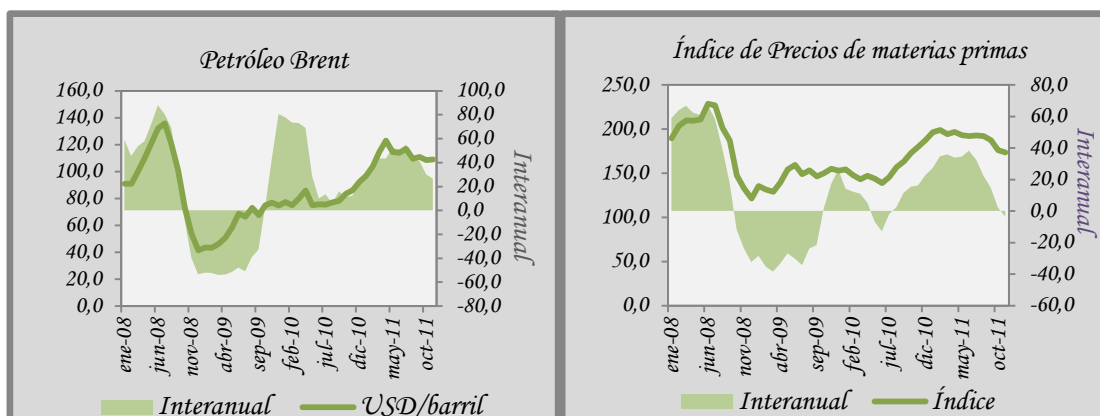 Petróleo Brent
160,0
140,0
120,0
100,0
80,0
60,0
40,0
20,0
0,0
100,0
80,0
60,0
40,0
20,0
0,0
-20,0
-40,0
-60,0
-80,0
Interanual
ene-08
jun-08
nov-08
abr-09
sep-09
feb-10
jul-10
dic-10
may-11
oct-11
Interanual
USD/barril
Índice de Precios de materias primas
250,0
200,0
150,0
100,0
50,0
0,0
80,0
60,0
40,0
20,0
0,0
-20,0
-40,0
-60,0
Interanual
ene-08
jun-08
nov-08
abr-09
sep-09
feb-10
jul-10
dic-10
may-11
oct-11
Interanual
Índice